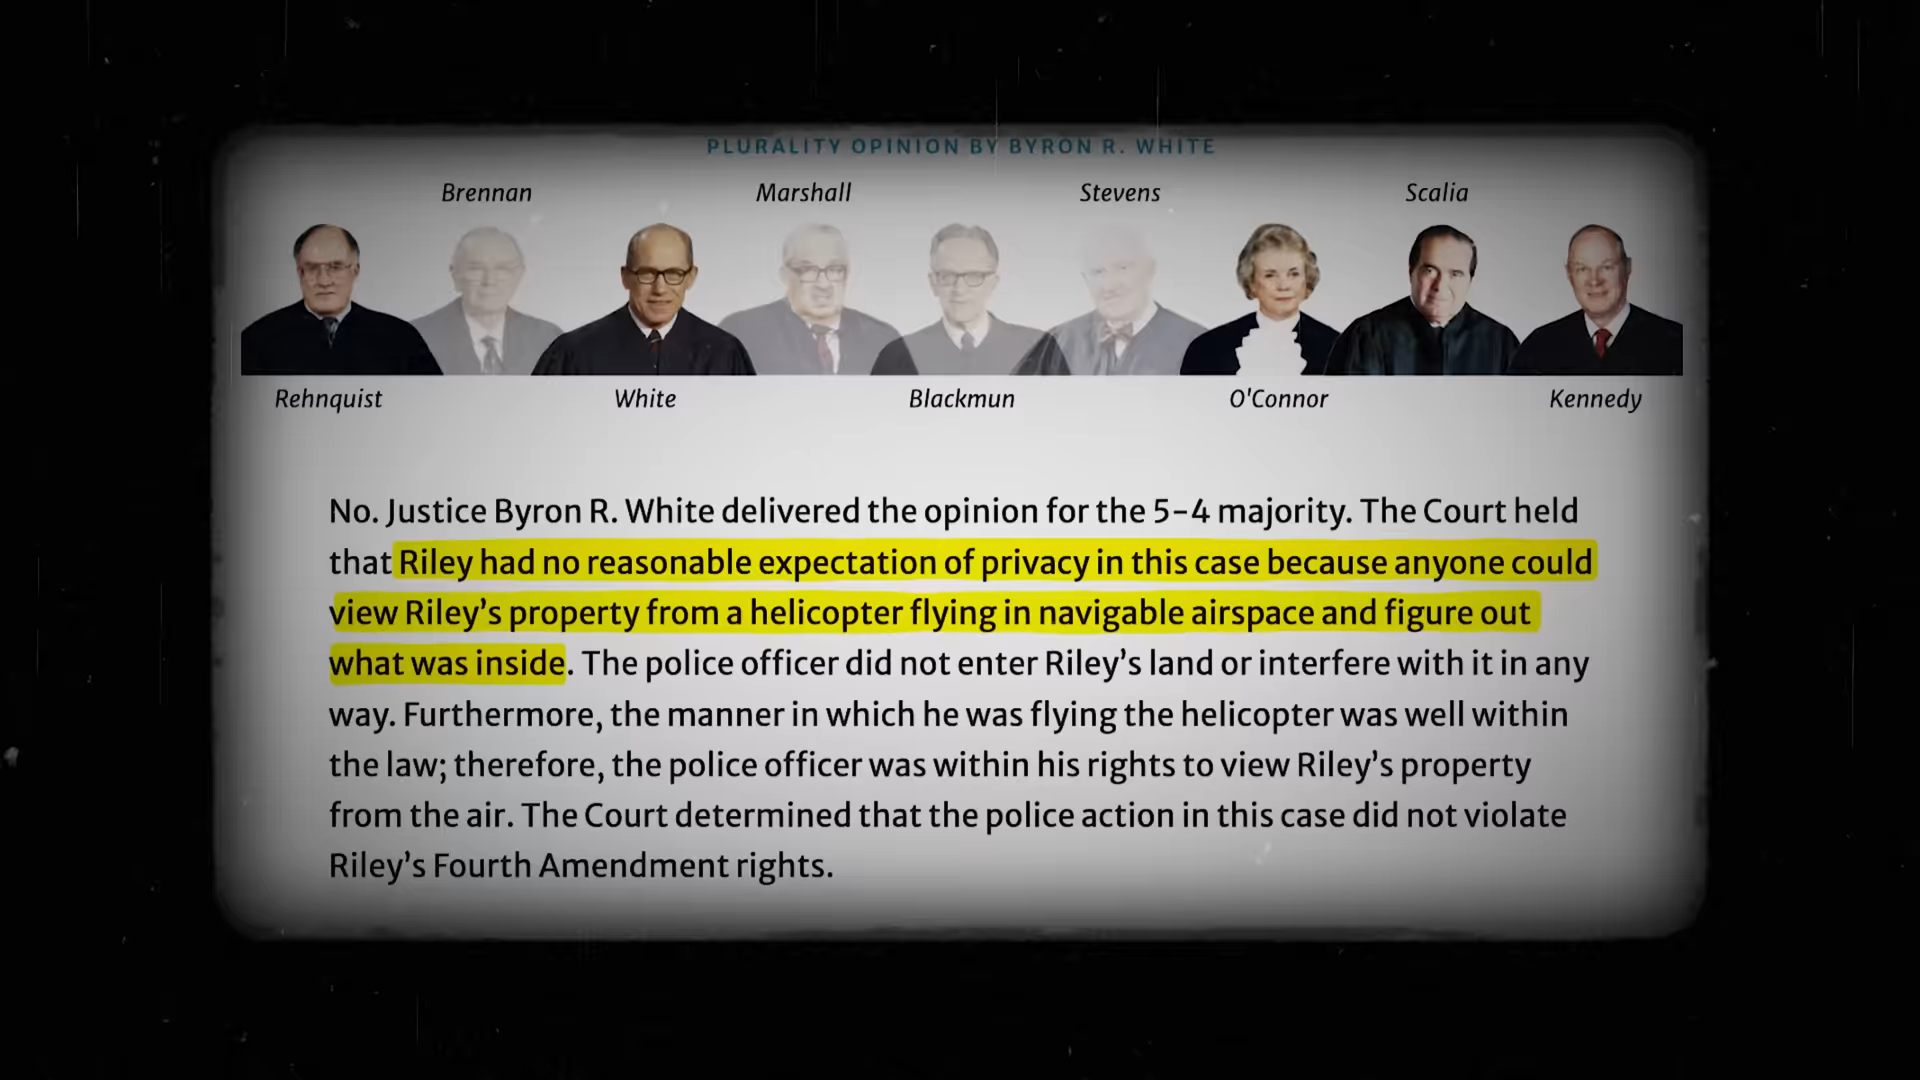 PLURALITY OPINION BY BYRON R. WHITE
Brennan Marshall Stevens Scalia
Rehnquist White Blackmun O'Connor Kennedy
No. Justice Byron R. White delivered the opinion for the 5-4 majority. The Court held
that Riley had no reasonable expectation of privacy in this case because anyone could
view Riley’s property from a helicopter flying in navigable airspace and figure out
what was inside. The police officer did not enter Riley’s land or interfere with it in any
way. Furthermore, the manner in which he was flying the helicopter was well within
the law; therefore, the police officer was within his rights to view Riley’s property
from the air. The Court determined that the police action in this case did not violate
Riley’s Fourth Amendment rights.